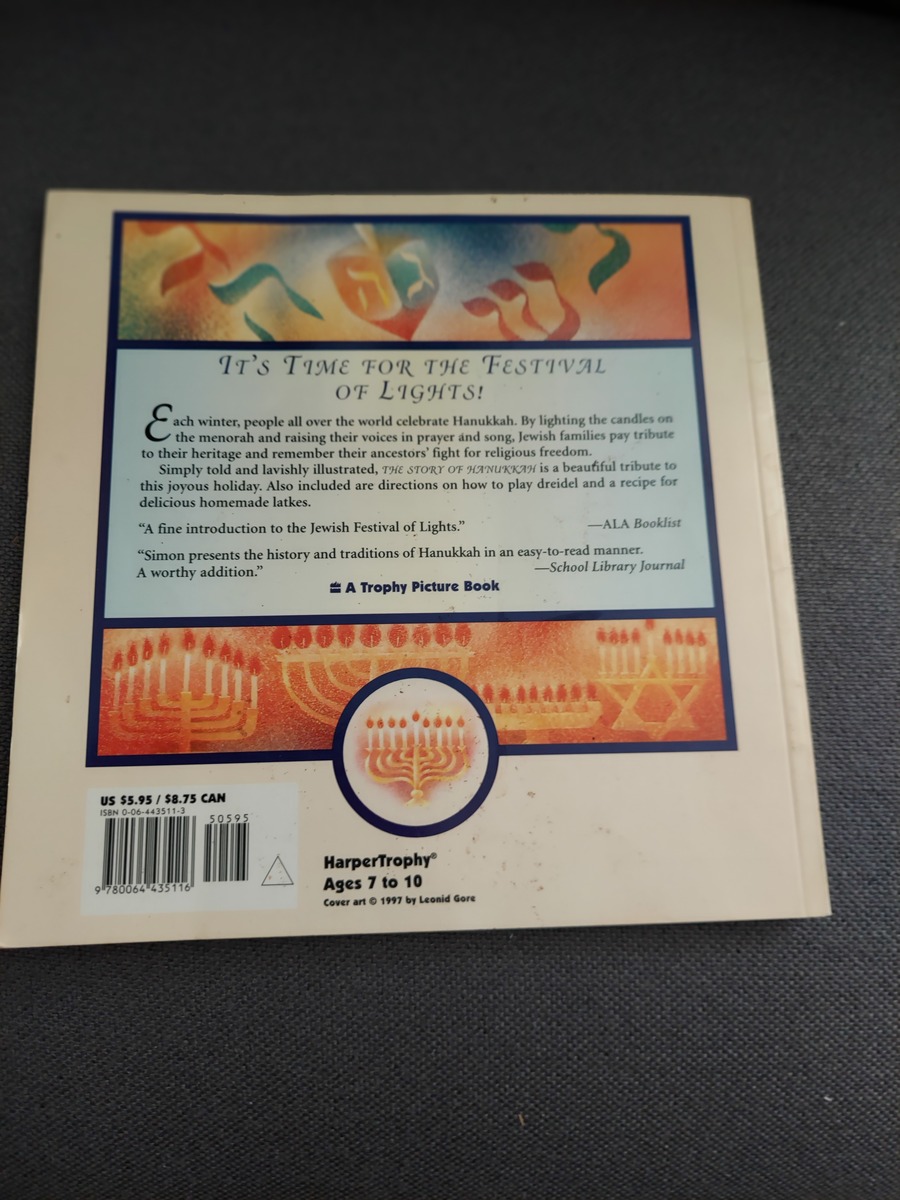 IT'S TIME FOR THE FESTIVAL
OF LIGHTS!
Each winter, people all over the world celebrate Hanukkah. By lighting the candles on
the menorah and raising their voices in prayer and song, Jewish families pay tribute
to their heritage and remember their ancestors' fight for religious freedom.
Simply told and lavishly illustrated, THE STORY OF HANUKKAH is a beautiful tribute to
this joyous holiday. Also included are directions on how to play dreidel and a recipe for
delicious homemade latkes.
“A fine introduction to the Jewish Festival of Lights.” —ALA Booklist
“Simon presents the history and traditions of Hanukkah in an easy-to-read manner.
A worthy addition.” —School Library Journal
A Trophy Picture Book
US $5.95 / $8.75 CAN
ISBN 0-06-443511-3
50595
9 780064 435116
HarperTrophy®
Ages 7 to 10
Cover art © 1997 by Leonid Gore